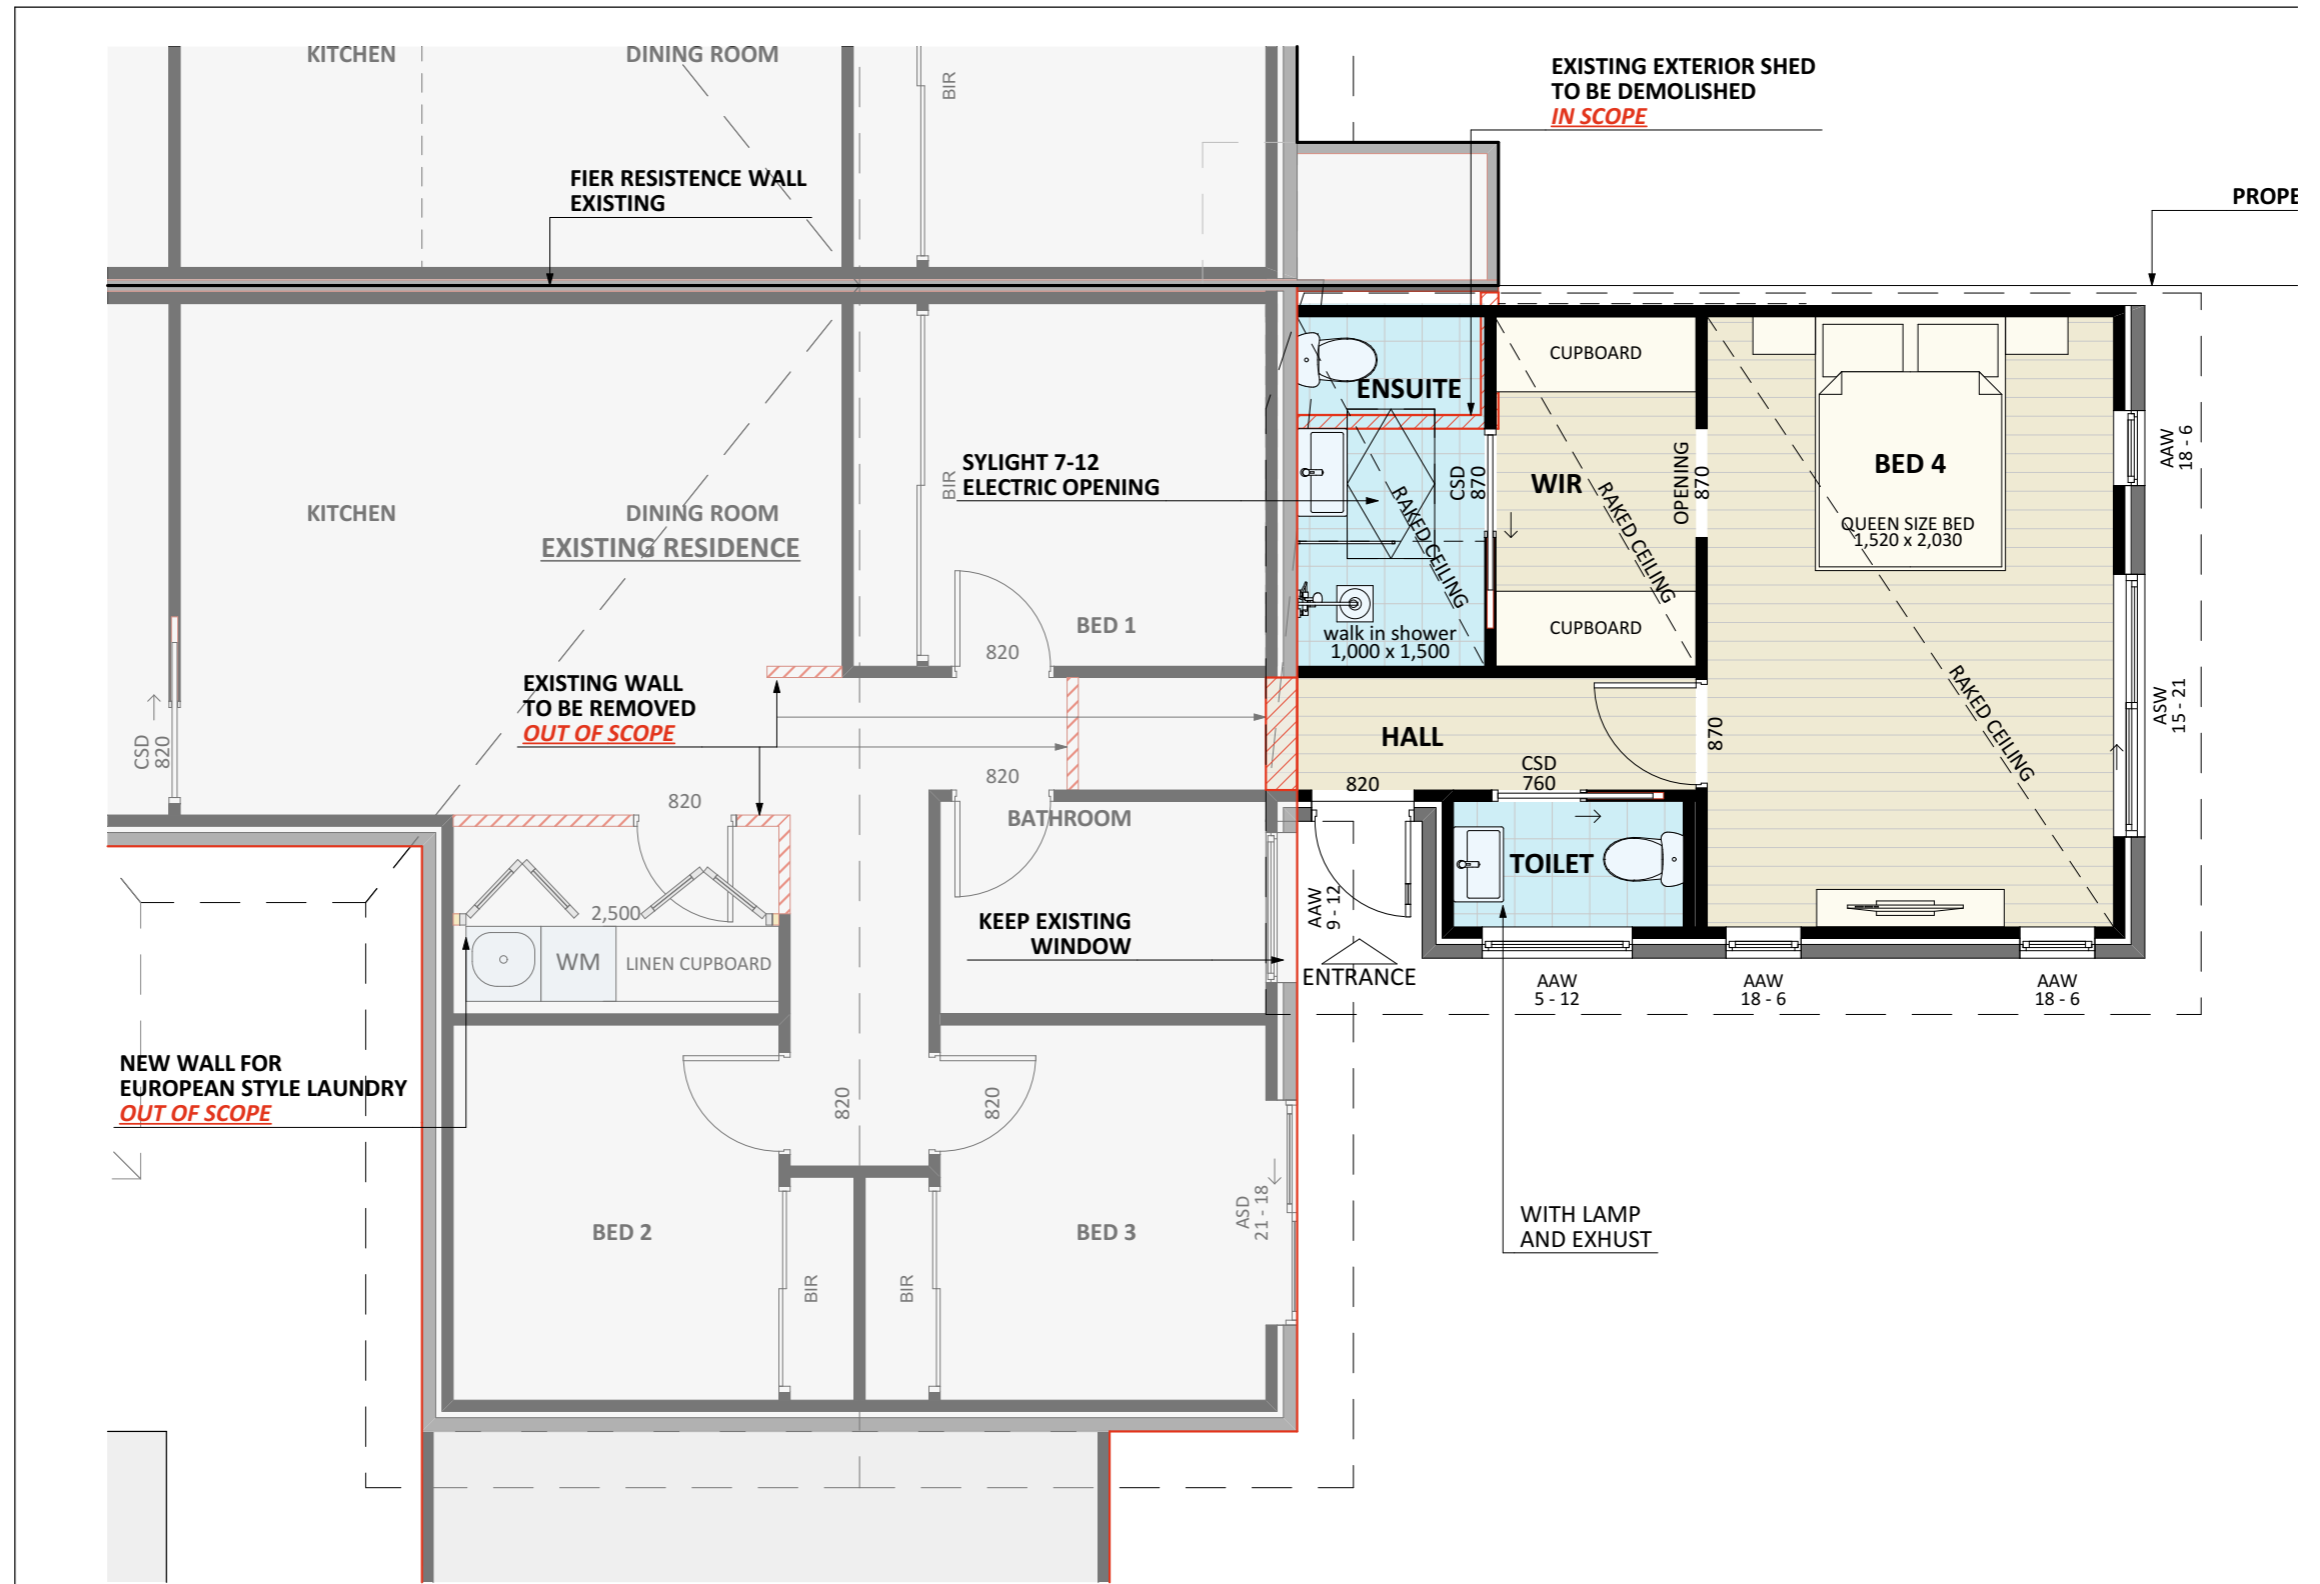 KITCHEN
DINING ROOM
BIR
EXISTING EXTERIOR SHED
TO BE DEMOLISHED
IN SCOPE
FIER RESISTENCE WALL
EXISTING
PROPE
CUPBOARD
ENSUITE
SYLIGHT 7-12
ELECTRIC OPENING
BIR
KITCHEN
DINING ROOM
EXISTING RESIDENCE
RAKED CEILING
CSD
870
WIR
RAKED CEILING
OPENING
870
BED 4
QUEEN SIZE BED
1,520 x 2,030
AAW
18 - 6
BED 1
820
walk in shower
1,000 x 1,500
CUPBOARD
RAKED CEILING
ASW
15 - 21
EXISTING WALL
TO BE REMOVED
OUT OF SCOPE
CSD
820
HALL
870
CSD
760
820
820
820
BATHROOM
TOILET
2,500
WM
LINEN CUPBOARD
KEEP EXISTING
WINDOW
AAW
9 - 12
ENTRANCE
AAW
5 - 12
AAW
18 - 6
AAW
18 - 6
NEW WALL FOR
EUROPEAN STYLE LAUNDRY
OUT OF SCOPE
820
820
BED 2
BIR
BIR
BED 3
ASD
21 - 18
WITH LAMP
AND EXHUST